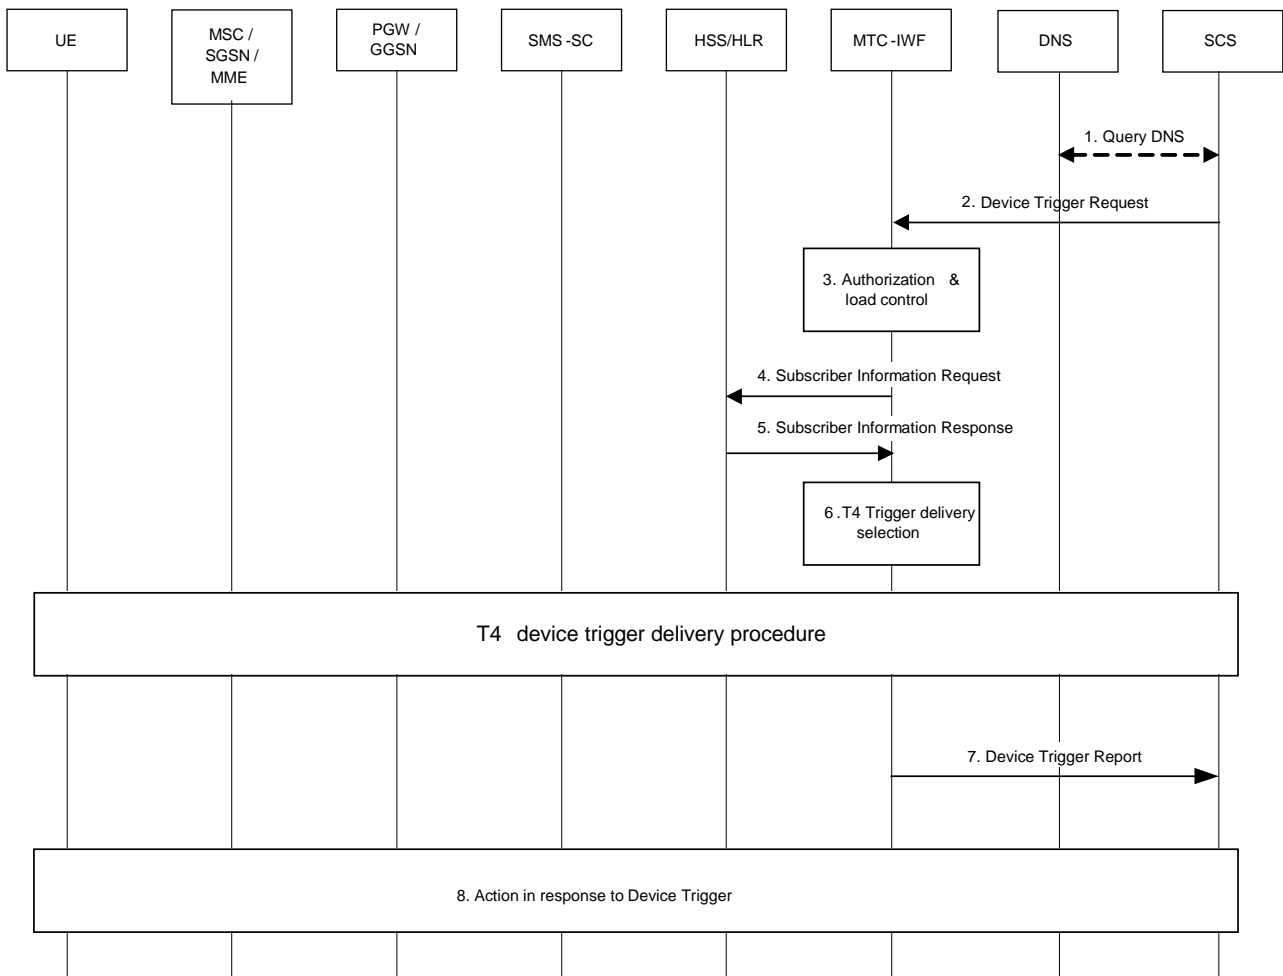 UE
MSC /
SGSN /
MME
PGW /
GGSN
SMS -SC
HSS/HLR
MTC -IWF
DNS
SCS
1. Query DNS
2. Device Trigger Request
3. Authorization &
load control
4. Subscriber Information Request
5. Subscriber Information Response
6 .T4 Trigger delivery
selection
T4 device trigger delivery procedure
7. Device Trigger Report
8. Action in response to Device Trigger